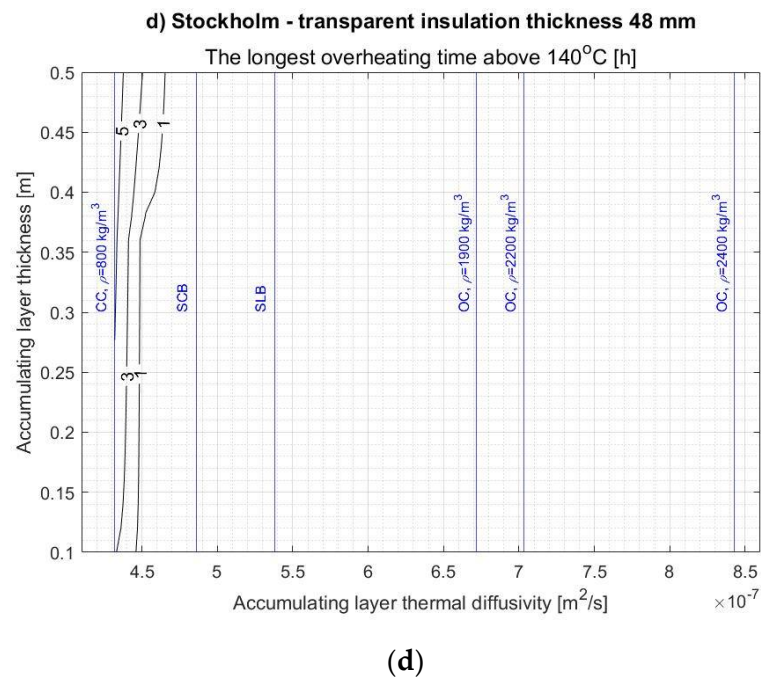 d) Stockholm - transparent insulation thickness 48 mm
The longest overheating time above 140°C [h]
Accumulating layer thickness [m]
0.5
0.45
0.4
0.35
0.3
0.25
0.2
0.15
0.1
5
3
1
3
1
CC, ρ=800 kg/m³
SCB
SLB
OC, ρ=1900 kg/m³
OC, ρ=2200 kg/m³
OC, ρ=2400 kg/m³
4.5 5 5.5 6 6.5 7 7.5 8 8.5
×10⁻⁷
Accumulating layer thermal diffusivity [m²/s]
(d)